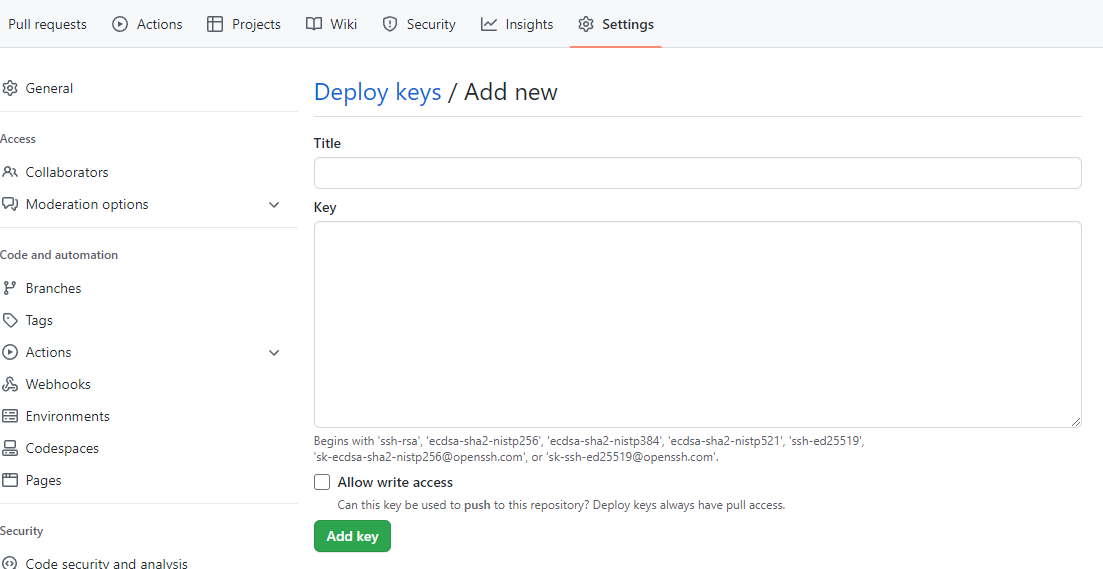 Pull requests Actions Projects Wiki Security Insights Settings
General
Access
Collaborators
Moderation options
Code and automation
Branches
Tags
Actions
Webhooks
Environments
Codespaces
Pages
Security
Code security and analysis
Deploy keys / Add new
Title
Key
Begins with 'ssh-rsa', 'ecdsa-sha2-nistp256', 'ecdsa-sha2-nistp384', 'ecdsa-sha2-nistp521', 'ssh-ed25519',
'sk-ecdsa-sha2-nistp256@openssh.com', or 'sk-ssh-ed25519@openssh.com'.
Allow write access
Can this key be used to push to this repository? Deploy keys always have pull access.
Add key